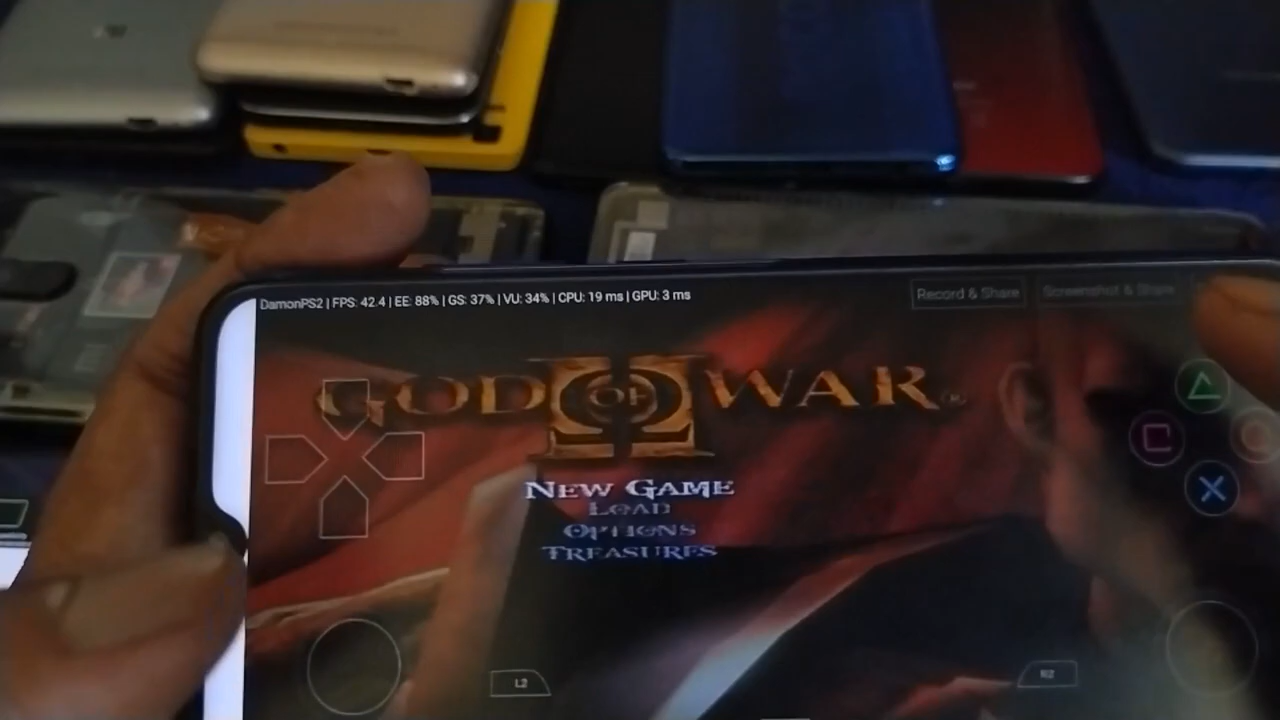 DamonPS2 | FPS: 42.4 | EE: 88% | GS: 37% | VU: 34% | CPU: 19 ms | GPU: 3 ms
Record & Share
Screenshot & Share
GOD OF WAR
II
NEW GAME
LOAD
OPTIONS
TREASURES
L2
R2